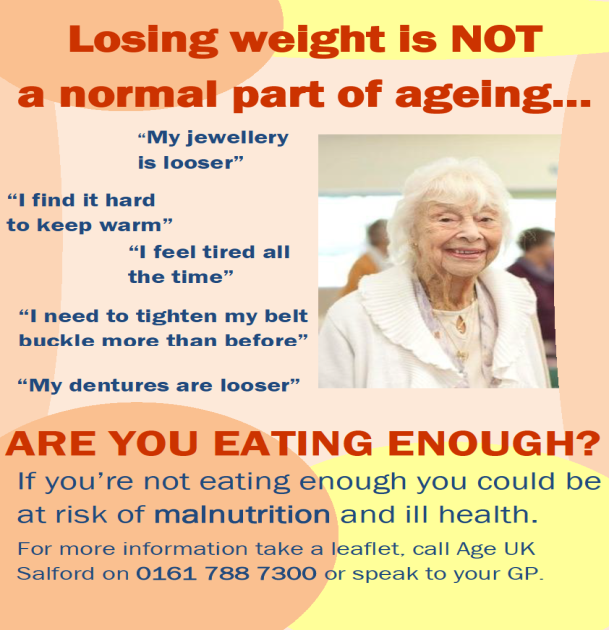 Losing weight is NOT
a normal part of ageing...
“My jewellery
is looser”
“I find it hard
to keep warm”
“I feel tired all
the time”
“I need to tighten my belt
buckle more than before”
“My dentures are looser”
ARE YOU EATING ENOUGH?
If you’re not eating enough you could be
at risk of malnutrition and ill health.
For more information take a leaflet, call Age UK
Salford on 0161 788 7300 or speak to your GP.